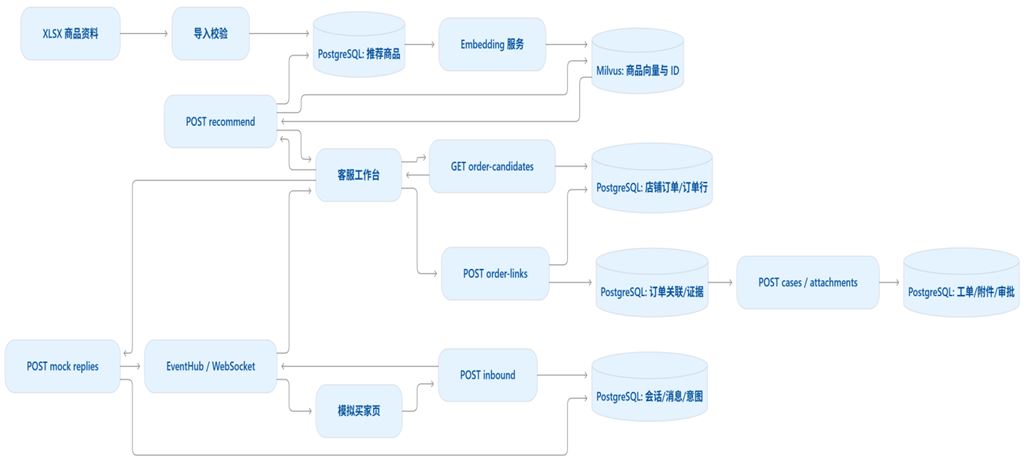 XLSX 商品资料
导入校验
PostgreSQL: 推荐商品
Embedding 服务
Milvus: 商品向量与 ID
POST recommend
客服工作台
GET order-candidates
PostgreSQL: 店铺订单/订单行
POST order-links
PostgreSQL: 订单关联/证据
POST cases / attachments
PostgreSQL: 工单/附件/审批
POST mock replies
EventHub / WebSocket
模拟买家页
POST inbound
PostgreSQL: 会话/消息/意图